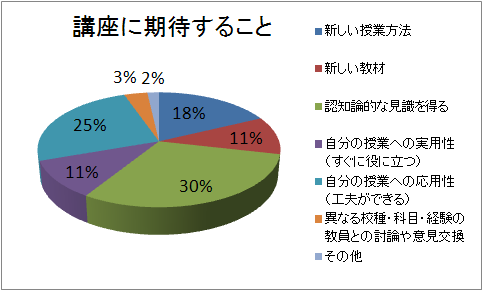 講座に期待すること
3%
2%
18%
25%
11%
11%
30%
新しい授業方法
新しい教材
認知論的な見識を得る
自分の授業への実用性
（すぐに役に立つ）
自分の授業への応用性
（工夫ができる）
異なる校種・科目・経験の
教員との討論や意見交換
その他